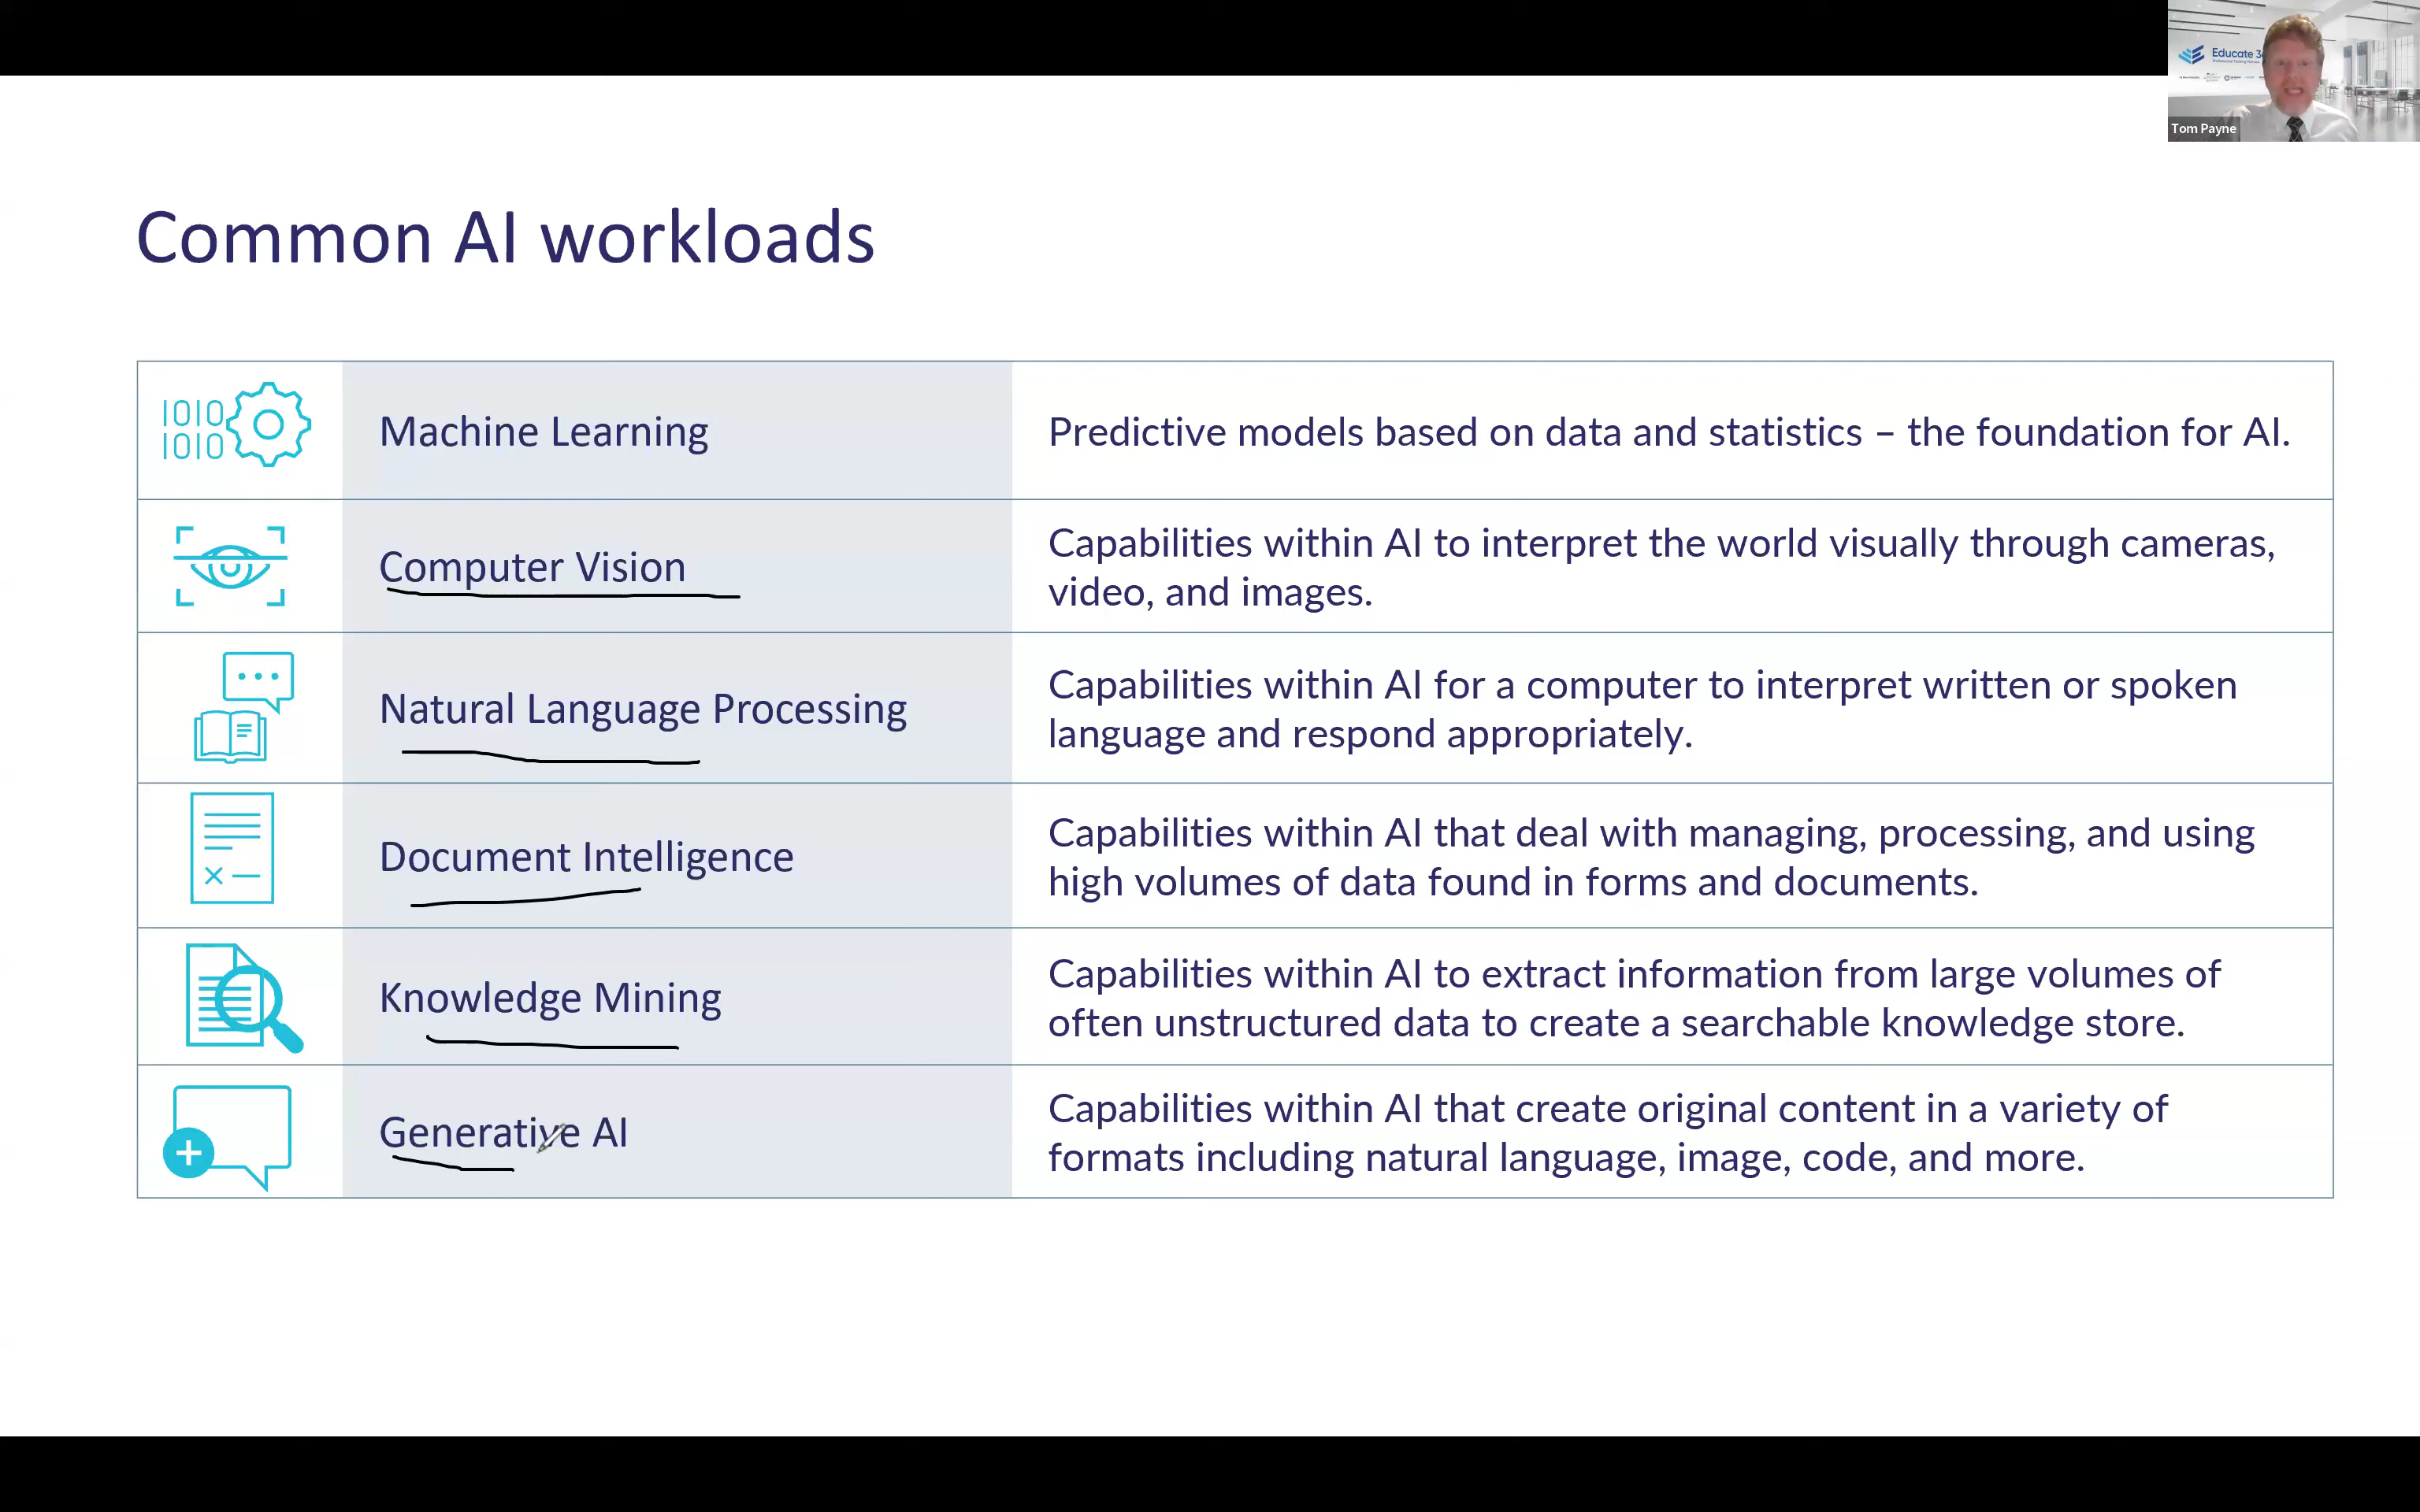 Educate 3
Tom Payne
Common AI workloads
Machine Learning
Predictive models based on data and statistics – the foundation for AI.
Computer Vision
Capabilities within AI to interpret the world visually through cameras,
video, and images.
Natural Language Processing
Capabilities within AI for a computer to interpret written or spoken
language and respond appropriately.
Document Intelligence
Capabilities within AI that deal with managing, processing, and using
high volumes of data found in forms and documents.
Knowledge Mining
Capabilities within AI to extract information from large volumes of
often unstructured data to create a searchable knowledge store.
Generative AI
Capabilities within AI that create original content in a variety of
formats including natural language, image, code, and more.